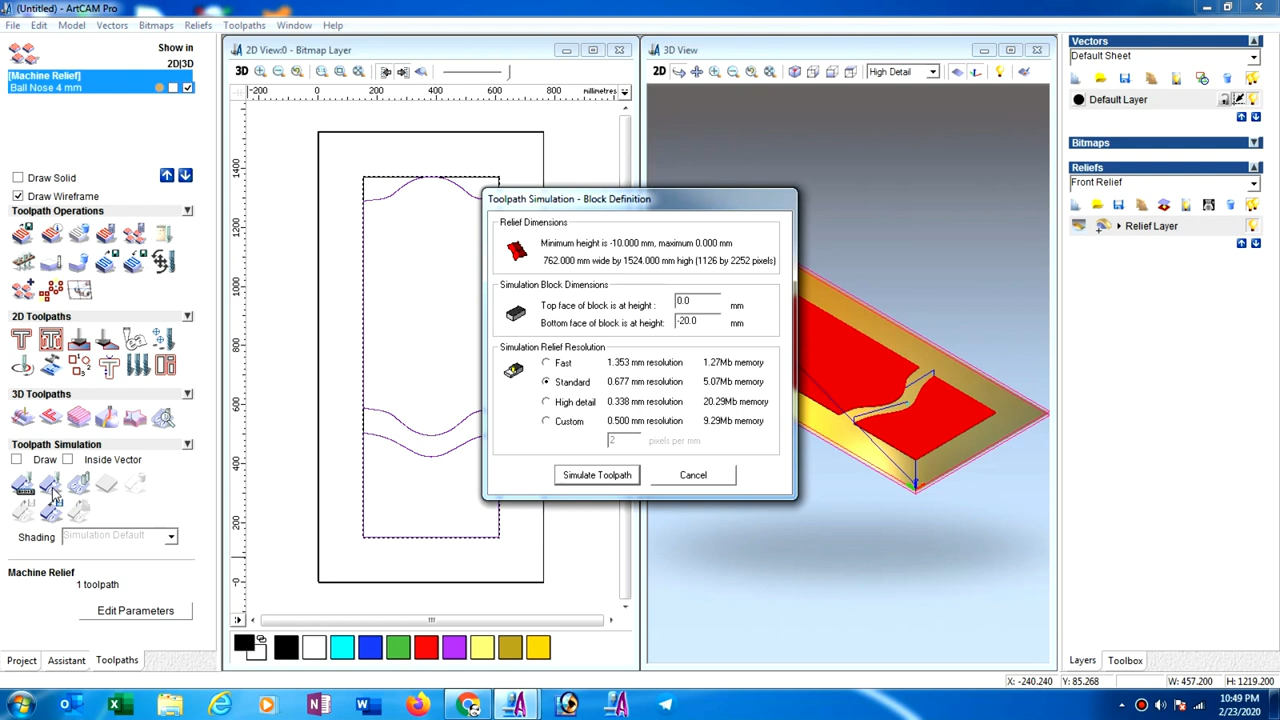 (Untitled) - ArtCAM Pro
File Edit Model Vectors Bitmaps Reliefs Toolpaths Window Help
Show in
2D|3D
[Machine Relief]
Ball Nose 4 mm
Draw Solid
Draw Wireframe
Toolpath Operations
2D Toolpaths
3D Toolpaths
Toolpath Simulation
Draw Inside Vector
Shading Simulation Default
Machine Relief
1 toolpath
Edit Parameters
Project Assistant Toolpaths
2D View:0 - Bitmap Layer
3D
-200 0 200 400 600 800 millimetres
1400
1200
1000
800
600
400
200
-0
3D View
2D High Detail
Toolpath Simulation - Block Definition
Relief Dimensions
Minimum height is -10.000 mm, maximum 0.000 mm
762.000 mm wide by 1524.000 mm high (1126 by 2252 pixels)
Simulation Block Dimensions
Top face of block is at height : 0.0 mm
Bottom face of block is at height: -20.0 mm
Simulation Relief Resolution
Fast 1.353 mm resolution 1.27Mb memory
Standard 0.677 mm resolution 5.07Mb memory
High detail 0.338 mm resolution 20.29Mb memory
Custom 0.500 mm resolution 9.29Mb memory
2 pixels per mm
Simulate Toolpath Cancel
Vectors
Default Sheet
Default Layer
Bitmaps
Reliefs
Front Relief
Relief Layer
Layers Toolbox
X: -240.240 Y: 85.268 W: 457.200 H: 1219.200
10:49 PM
2/23/2020